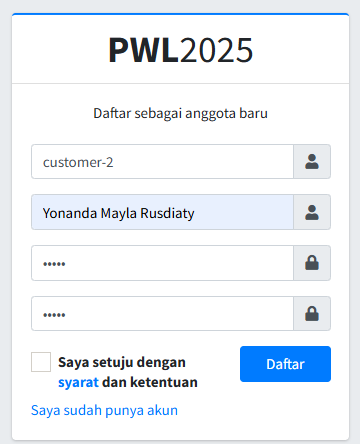 PWL2025
Daftar sebagai anggota baru
customer-2
Yonanda Mayla Rusdiaty
•••••
•••••
Saya setuju dengan
syarat dan ketentuan
Daftar
Saya sudah punya akun